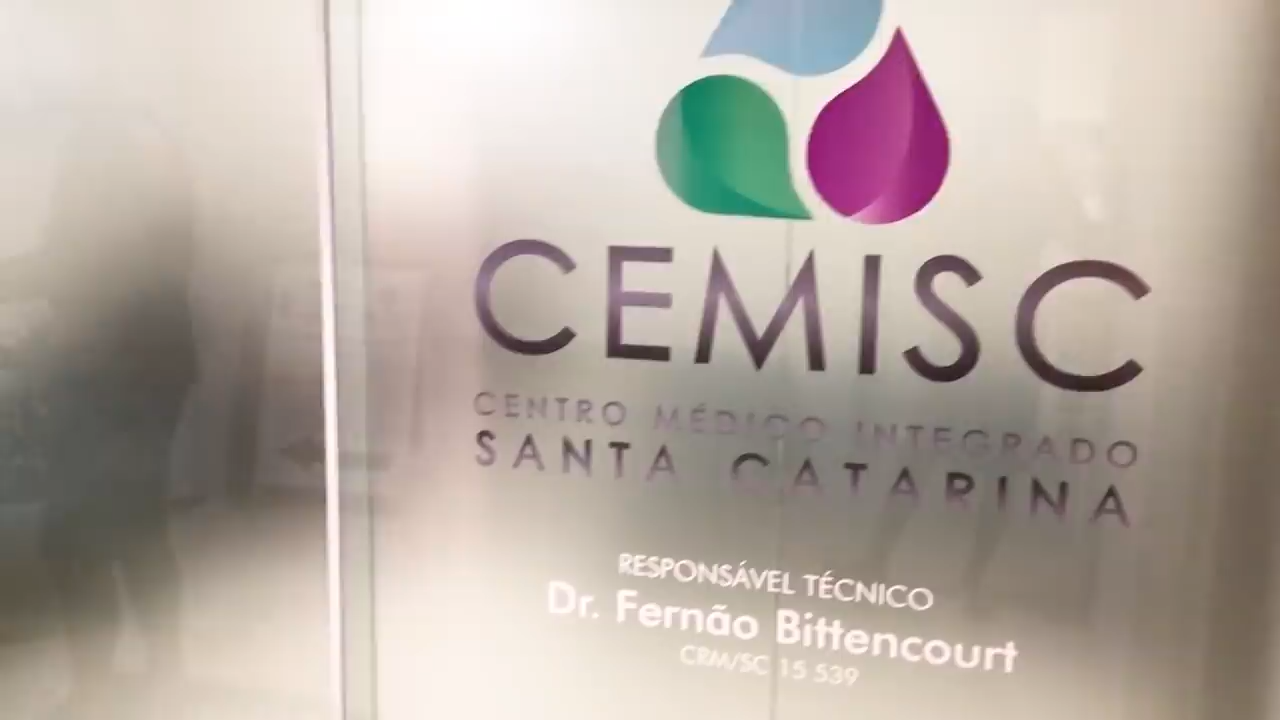 CEMISC
CENTRO MÉDICO INTEGRADO
SANTA CATARINA
RESPONSÁVEL TÉCNICO
Dr. Fernão Bittencourt
CRM/SC 15 539